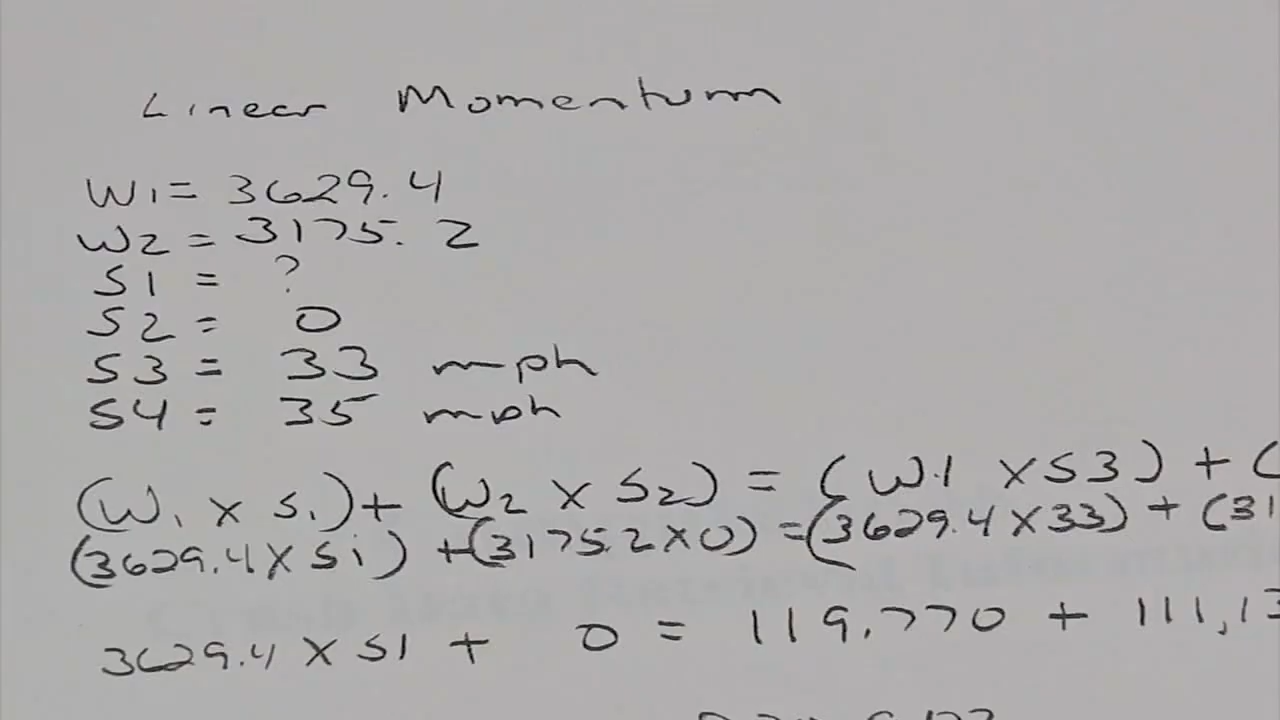 Linear Momentum
W1 = 3629.4
W2 = 3175.2
S1 = ?
S2 = 0
S3 = 33 mph
S4 = 35 mph
(W1 x S1) + (W2 x S2) = (W1 x S3) + (
(3629.4 x S1) + (3175.2 x 0) = (3629.4 x 33) + (31
3629.4 x S1 + 0 = 119,770 + 111,13